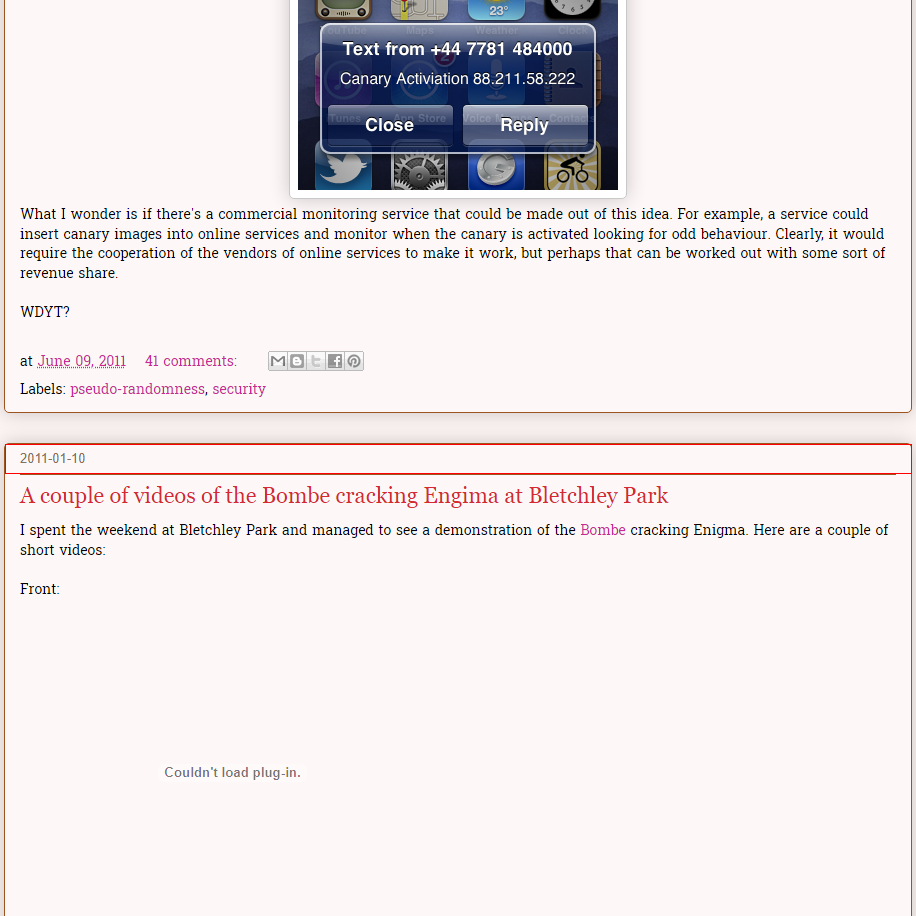 23°
YouTube Maps Weather Clock
Text from +44 7781 484000
2
Canary Activiation 88.211.58.222
iTunes App Store Voice Memos Contacts
Close Reply
What I wonder is if there's a commercial monitoring service that could be made out of this idea. For example, a service could
insert canary images into online services and monitor when the canary is activated looking for odd behaviour. Clearly, it would
require the cooperation of the vendors of online services to make it work, but perhaps that can be worked out with some sort of
revenue share.
WDYT?
at June 09, 2011 41 comments:
Labels: pseudo-randomness, security
2011-01-10
A couple of videos of the Bombe cracking Engima at Bletchley Park
I spent the weekend at Bletchley Park and managed to see a demonstration of the Bombe cracking Enigma. Here are a couple of
short videos:
Front:
Couldn't load plug-in.